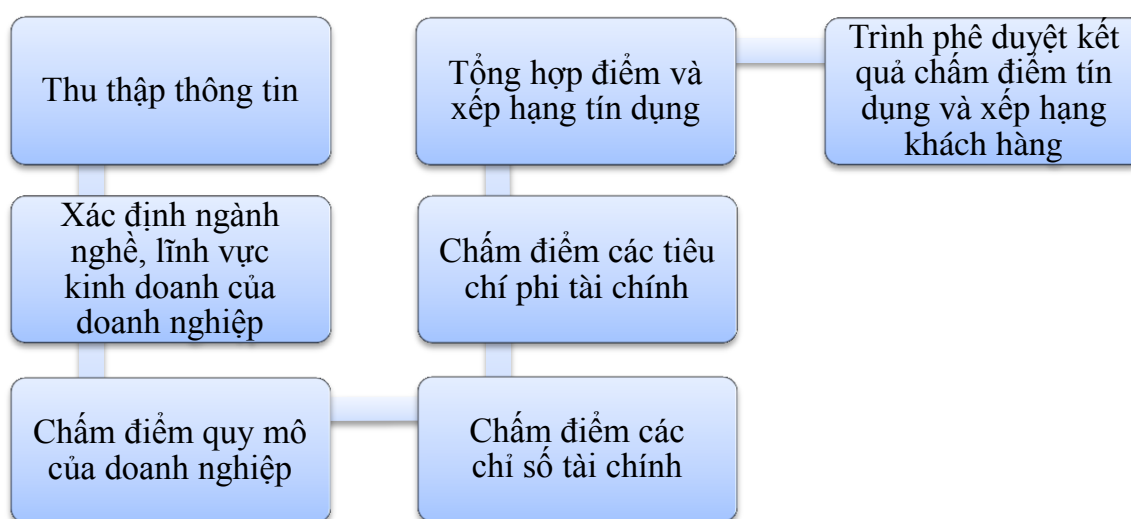 Thu thập thông tin
Xác định ngành
nghề, lĩnh vực
kinh doanh của
doanh nghiệp
Chấm điểm quy mô
của doanh nghiệp
Chấm điểm các
chỉ số tài chính
Chấm điểm các tiêu
chí phi tài chính
Tổng hợp điểm và
xếp hạng tín dụng
Trình phê duyệt kết
quả chấm điểm tín
dụng và xếp hạng
khách hàng